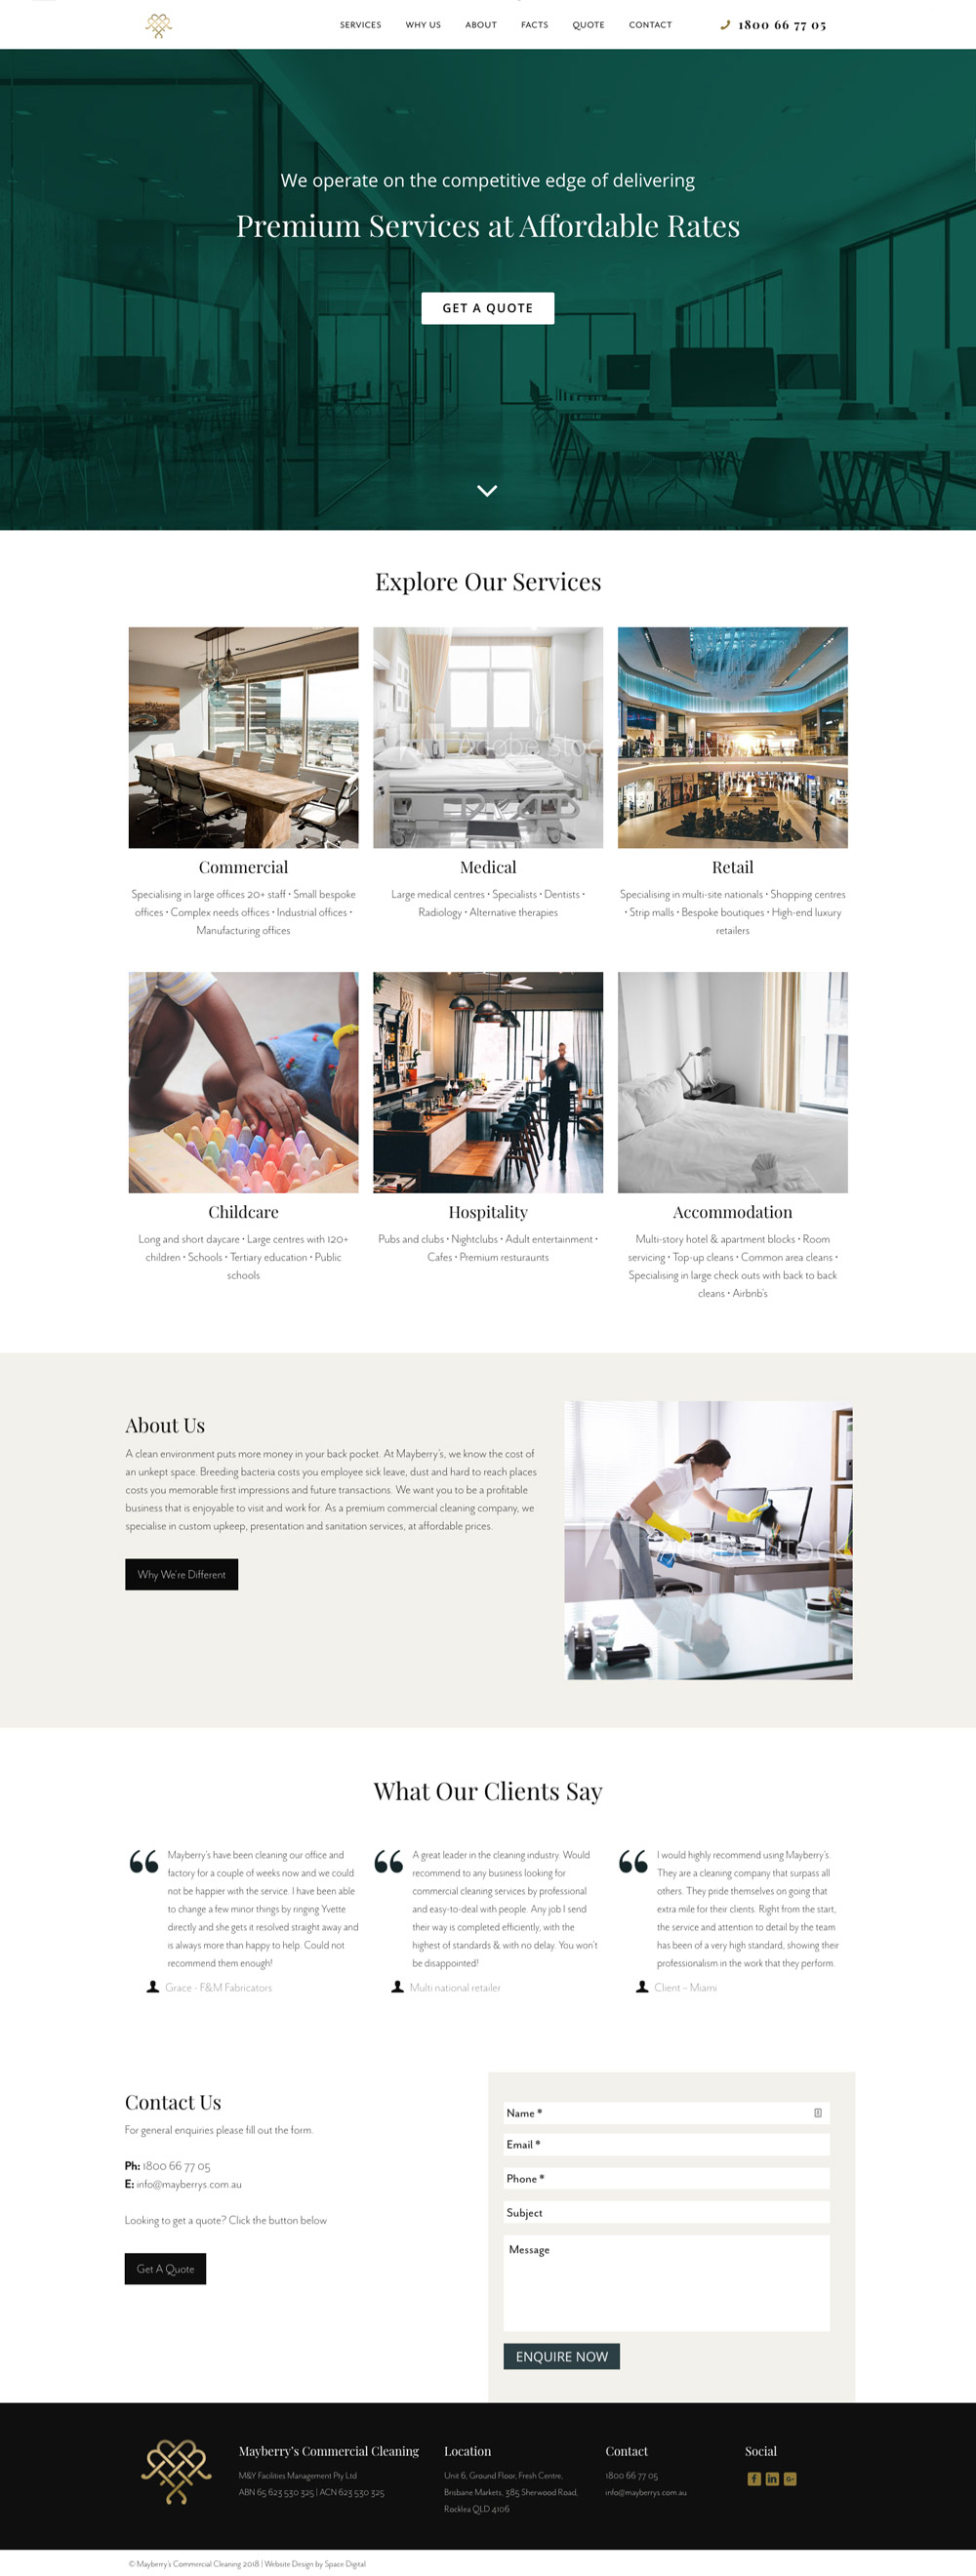 SERVICES WHY US ABOUT FACTS QUOTE CONTACT 1800 66 77 05
We operate on the competitive edge of delivering
Premium Services at Affordable Rates
GET A QUOTE
Explore Our Services
Adobe Stock
Commercial
Specialising in large offices 20+ staff • Small bespoke
offices • Complex needs offices • Industrial offices •
Manufacturing offices
Medical
Large medical centres • Specialists • Dentists •
Radiology • Alternative therapies
Retail
Specialising in multi-site nationals • Shopping centres
• Strip malls • Bespoke boutiques • High-end luxury
retailers
Childcare
Long and short daycare • Large centres with 120+
children • Schools • Tertiary education • Public
schools
Hospitality
Pubs and clubs • Nightclubs • Adult entertainment •
Cafes • Premium resturaunts
Accommodation
Multi-story hotel & apartment blocks • Room
servicing • Top-up cleans • Common area cleans •
Specialising in large check outs with back to back
cleans • Airbnb's
About Us
A clean environment puts more money in your back pocket. At Mayberry's, we know the cost of
an unkept space. Breeding bacteria costs you employee sick leave, dust and hard to reach places
costs you memorable first impressions and future transactions. We want you to be a profitable
business that is enjoyable to visit and work for. As a premium commercial cleaning company, we
specialise in custom upkeep, presentation and sanitation services, at affordable prices.
Why We're Different
Adobe Stock
What Our Clients Say
Mayberry's have been cleaning our office and
factory for a couple of weeks now and we could
not be happier with the service. I have been able
to change a few minor things by ringing Yvette
directly and she gets it resolved straight away and
is always more than happy to help. Could not
recommend them enough!
Grace - F&M Fabricators
A great leader in the cleaning industry. Would
recommend to any business looking for
commercial cleaning services by professional
and easy-to-deal with people. Any job I send
their way is completed efficiently, with the
highest of standards & with no delay. You won't
be disappointed!
Multi national retailer
I would highly recommend using Mayberry's.
They are a cleaning company that surpass all
others. They pride themselves on going that
extra mile for their clients. Right from the start,
the service and attention to detail by the team
has been of a very high standard, showing their
professionalism in the work that they perform.
Client – Miami
Contact Us
For general enquiries please fill out the form.
Ph: 1800 66 77 05
E: info@mayberrys.com.au
Looking to get a quote? Click the button below
Get A Quote
Name *
Email *
Phone *
Subject
Message
ENQUIRE NOW
Mayberry's Commercial Cleaning
M&Y Facilities Management Pty Ltd
ABN 65 623 530 325 | ACN 623 530 325
Location
Unit 6, Ground Floor, Fresh Centre,
Brisbane Markets, 385 Sherwood Road,
Rocklea QLD 4106
Contact
1800 66 77 05
info@mayberrys.com.au
Social
f in G+
© Mayberry's Commercial Cleaning 2018 | Website Design by Space Digital